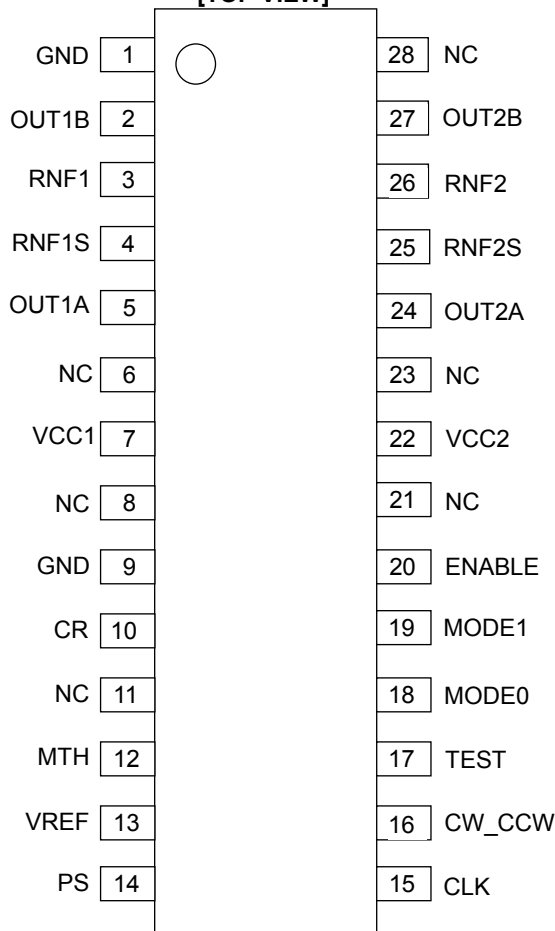 [TOP VIEW]
GND 1 28 NC
OUT1B 2 27 OUT2B
RNF1 3 26 RNF2
RNF1S 4 25 RNF2S
OUT1A 5 24 OUT2A
NC 6 23 NC
VCC1 7 22 VCC2
NC 8 21 NC
GND 9 20 ENABLE
CR 10 19 MODE1
NC 11 18 MODE0
MTH 12 17 TEST
VREF 13 16 CW_CCW
PS 14 15 CLK